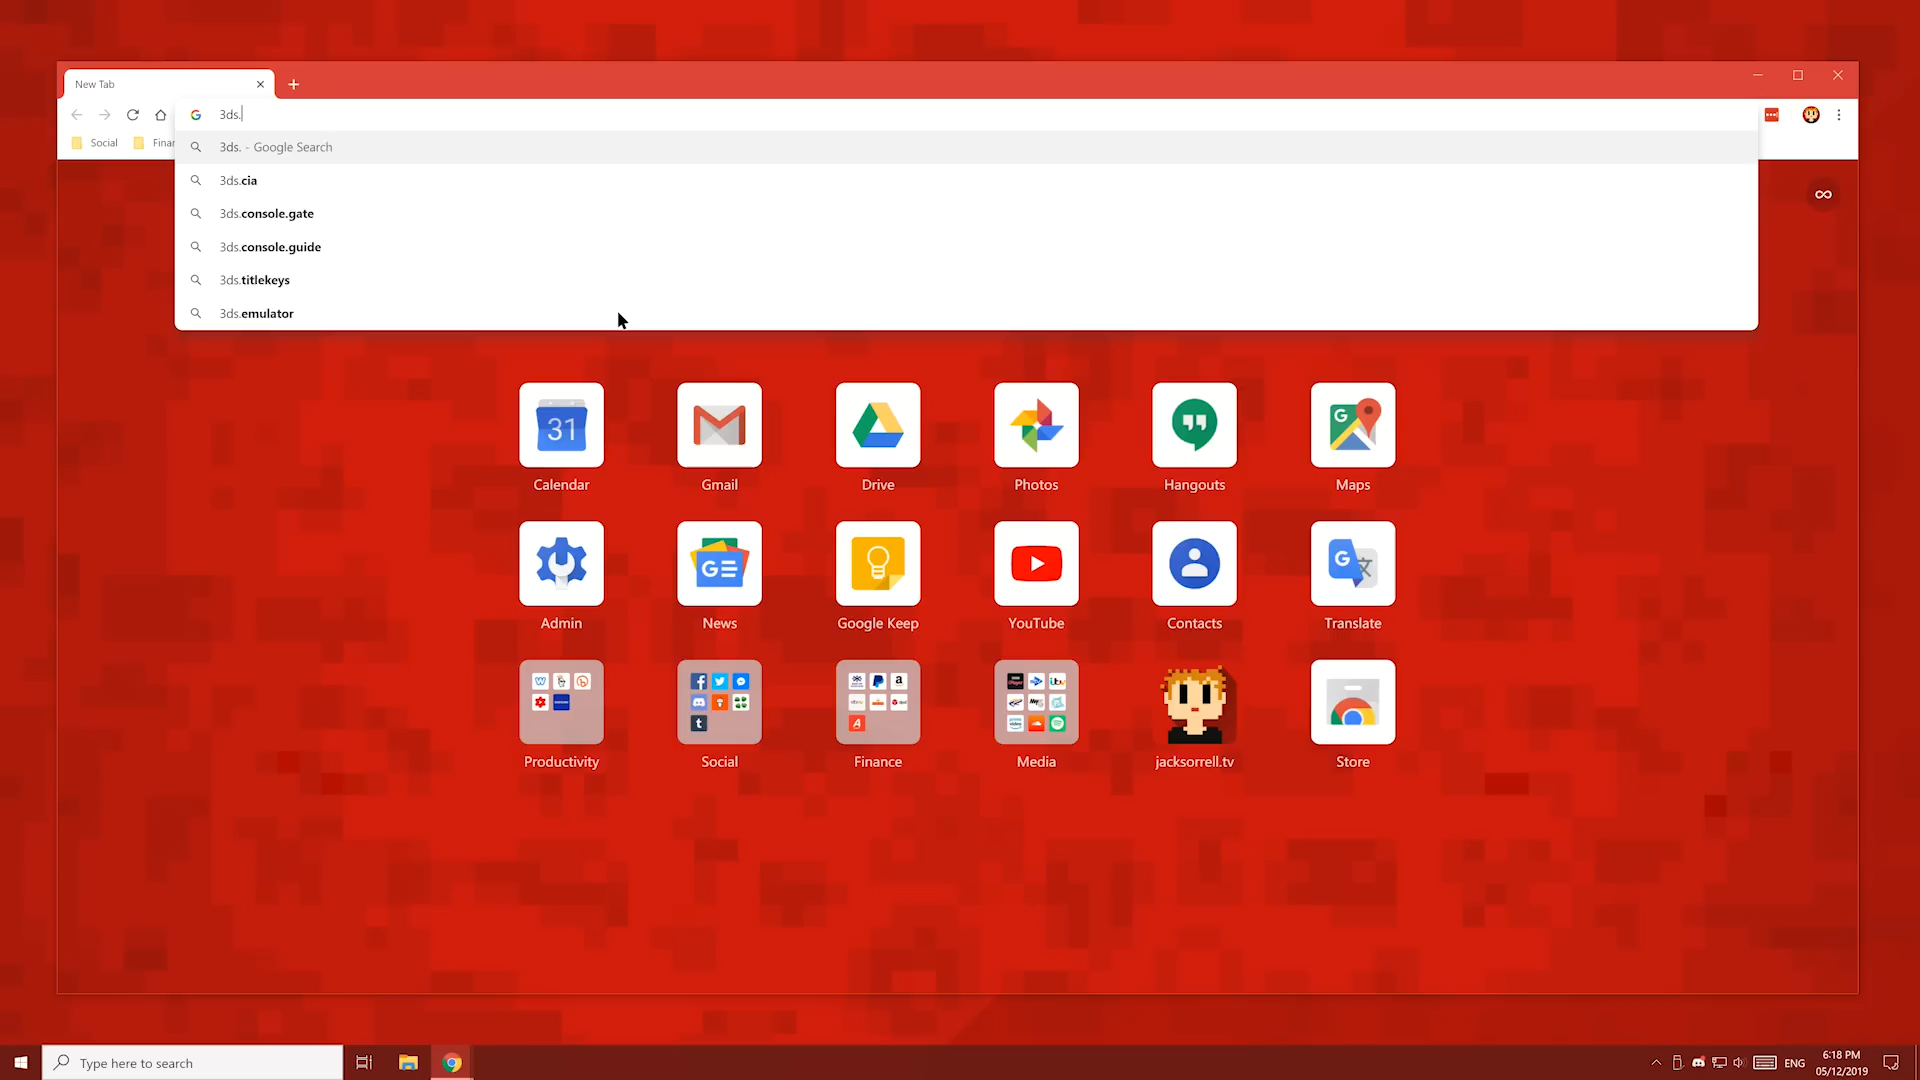 New Tab
3ds.
Social
Finan
3ds. - Google Search
3ds.cia
3ds.console.gate
3ds.console.guide
3ds.titlekeys
3ds.emulator
31
Calendar
Gmail
Drive
Photos
Hangouts
G
Maps
Admin
GE
News
Google Keep
YouTube
Contacts
G
Translate
Productivity
Social
Finance
Media
jacksorrell.tv
Store
Type here to search
ENG
6:18 PM
05/12/2019